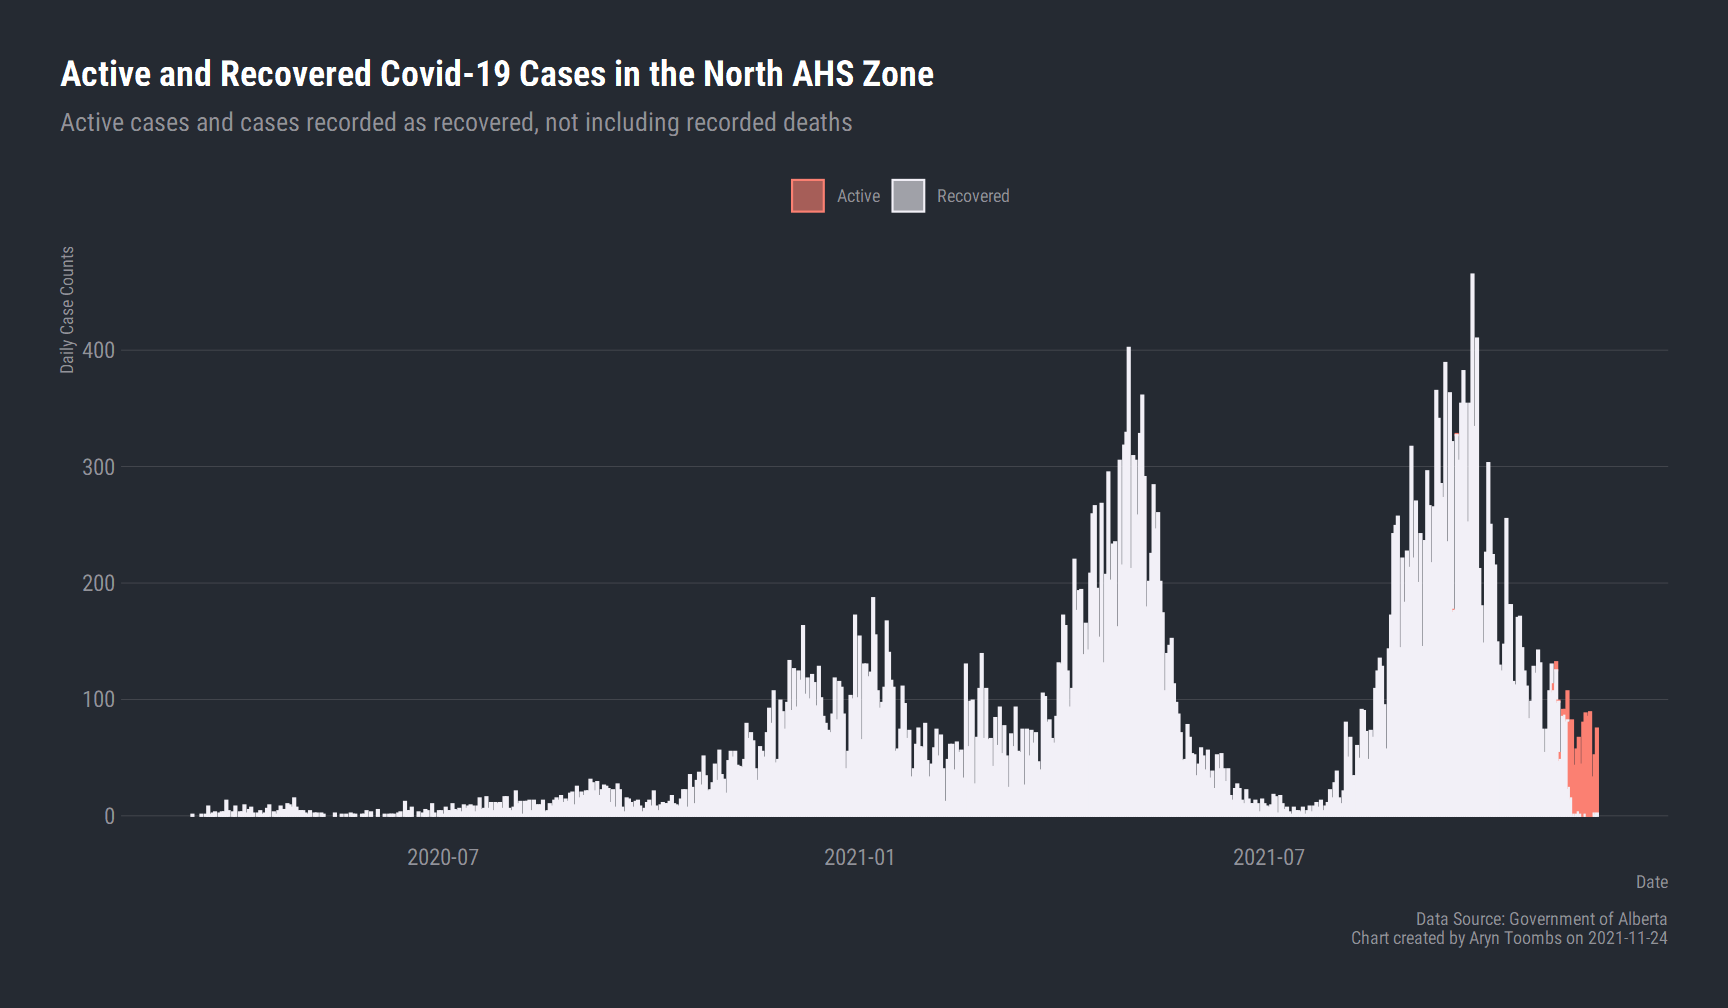 Active and Recovered Covid-19 Cases in the North AHS Zone
Active cases and cases recorded as recovered, not including recorded deaths
Active
Recovered
Daily Case Counts
400
300
200
100
0
2020-07
2021-01
2021-07
Date
Data Source: Government of Alberta
Chart created by Aryn Toombs on 2021-11-24